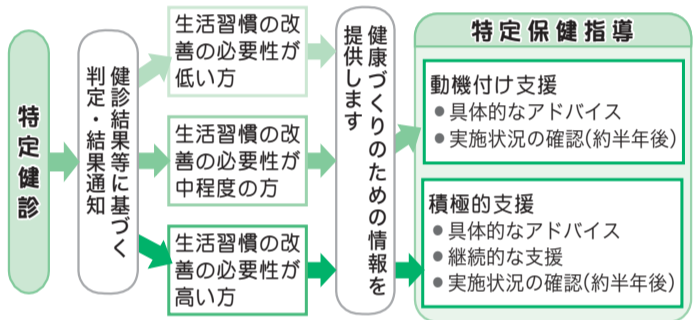 特定健診
健診結果等に基づく
判定・結果通知
生活習慣の改
善の必要性が
低い方
生活習慣の改
善の必要性が
中程度の方
生活習慣の改
善の必要性が
高い方
健康づくりのための情報を
提供します
特定保健指導
動機付け支援
●具体的なアドバイス
●実施状況の確認(約半年後)
積極的支援
●具体的なアドバイス
●継続的な支援
●実施状況の確認(約半年後)